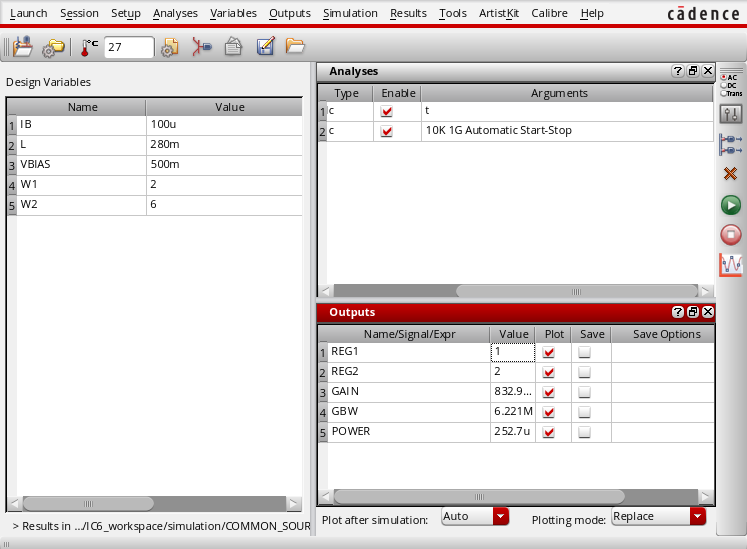 Launch Session Setup Analyses Variables Outputs Simulation Results Tools ArtistKit Calibre Help cādence
°C 27
Design Variables
Name Value
1 IB 100u
2 L 280m
3 VBIAS 500m
4 W1 2
5 W2 6
> Results in .../IC6_workspace/simulation/COMMON_SOUR
Analyses
Type Enable Arguments
1 c t
2 c 10K 1G Automatic Start-Stop
Outputs
Name/Signal/Expr Value Plot Save Save Options
1 REG1 1
2 REG2 2
3 GAIN 832.9...
4 GBW 6.221M
5 POWER 252.7u
Plot after simulation: Auto Plotting mode: Replace
AC
DC
Trans